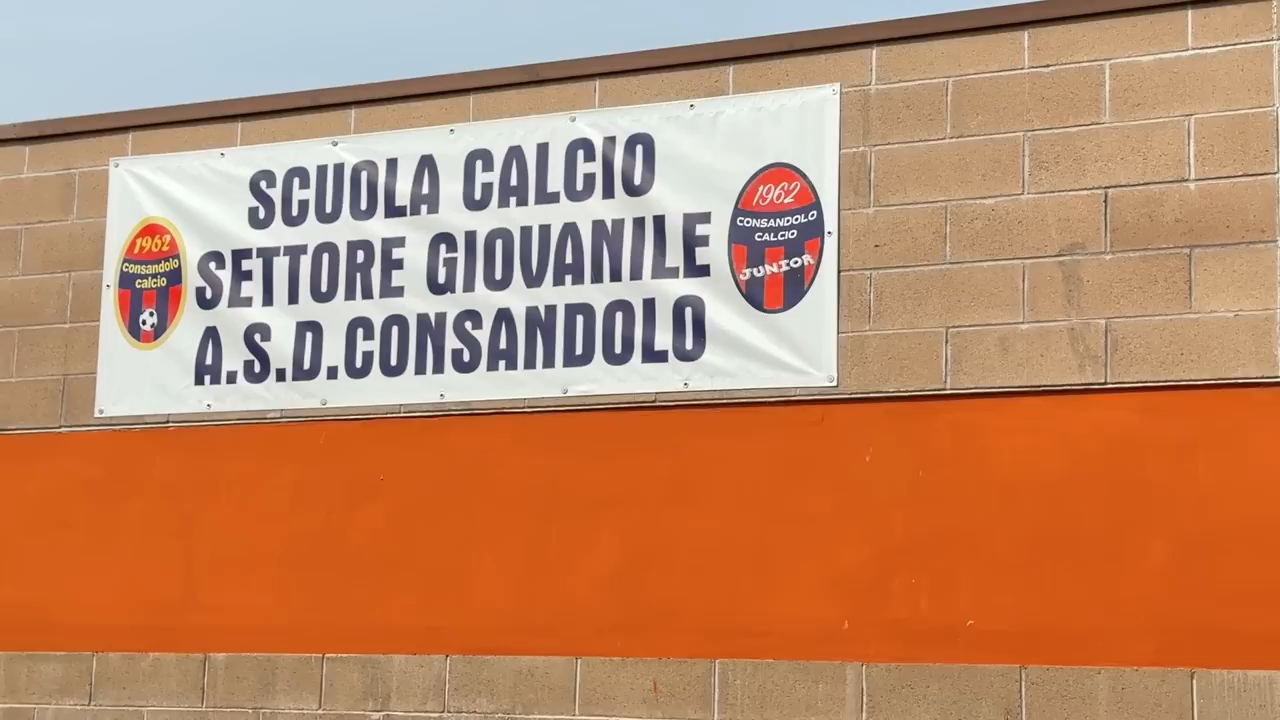 SCUOLA CALCIO
SETTORE GIOVANILE
A.S.D.CONSANDOLO
1962
Consandolo
Calcio
1962
CONSANDOLO
CALCIO
JUNIOR